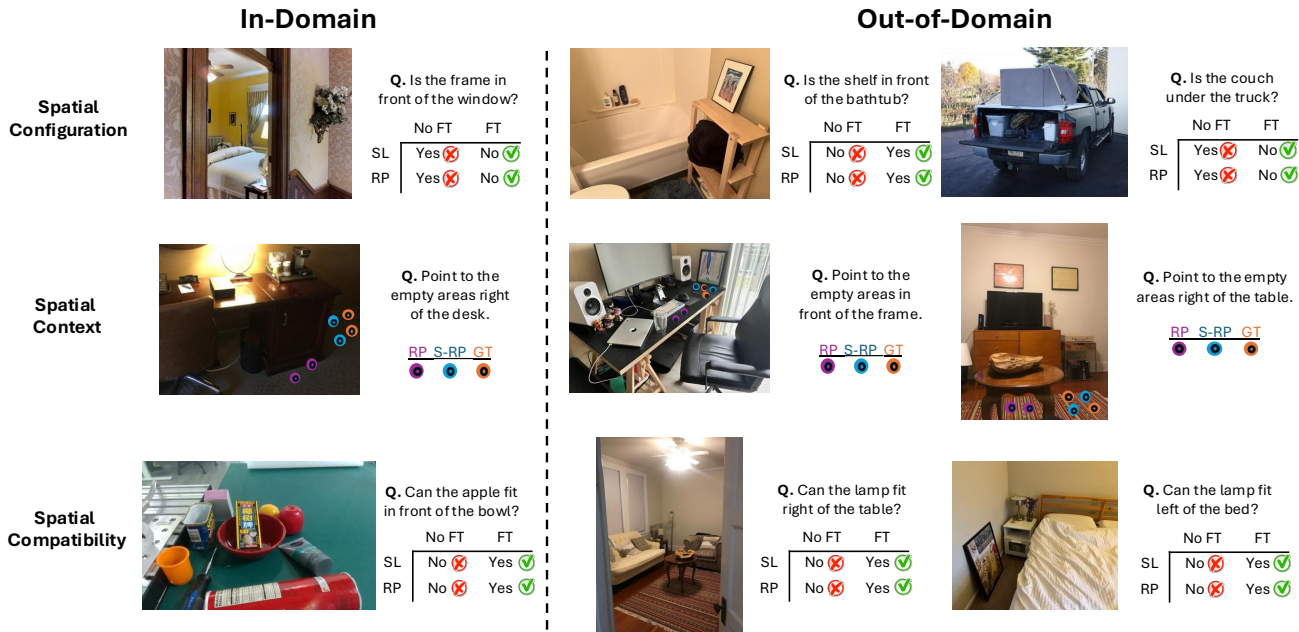 In-Domain
Out-of-Domain
Spatial
Configuration
Q. Is the frame in
front of the window?
No FT FT
SL Yes No
RP Yes No
Q. Is the shelf in front
of the bathtub?
No FT FT
SL No Yes
RP No Yes
Q. Is the couch
under the truck?
No FT FT
SL Yes No
RP Yes No
Spatial
Context
Q. Point to the
empty areas right
of the desk.
RP S-RP GT
Q. Point to the
empty areas in
front of the frame.
RP S-RP GT
Q. Point to the empty
areas right of the table.
RP S-RP GT
Spatial
Compatibility
Q. Can the apple fit
in front of the bowl?
No FT FT
SL No Yes
RP No Yes
Q. Can the lamp fit
right of the table?
No FT FT
SL No Yes
RP No Yes
Q. Can the lamp fit
left of the bed?
No FT FT
SL No Yes
RP No Yes